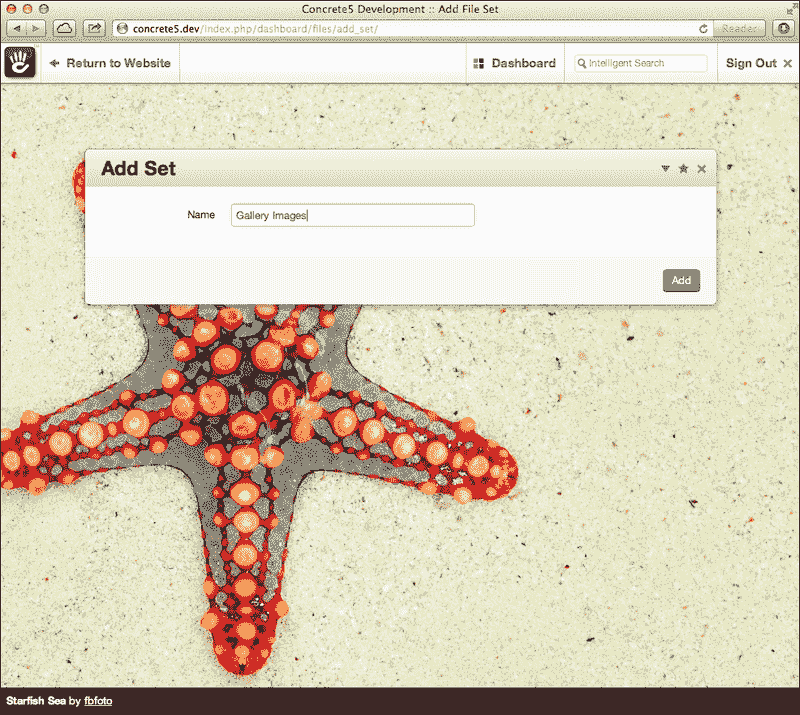 Concrete5 Development :: Add File Set
concrete5.dev/index.php/dashboard/files/add_set/
Reader
Return to Website
Dashboard
Intelligent Search
Sign Out
Add Set
Name
Gallery Images
Add
Starfish Sea by fbfoto